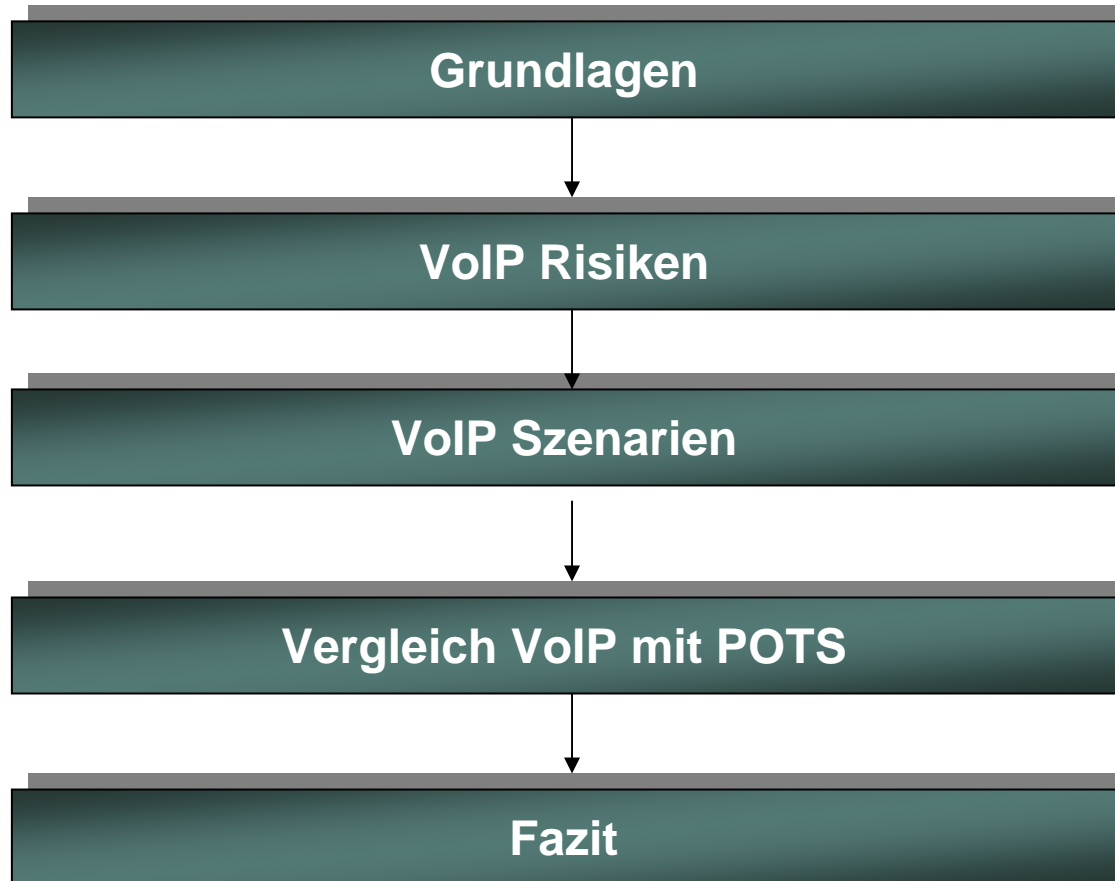 Grundlagen
VoIP Risiken
VoIP Szenarien
Vergleich VoIP mit POTS
Fazit